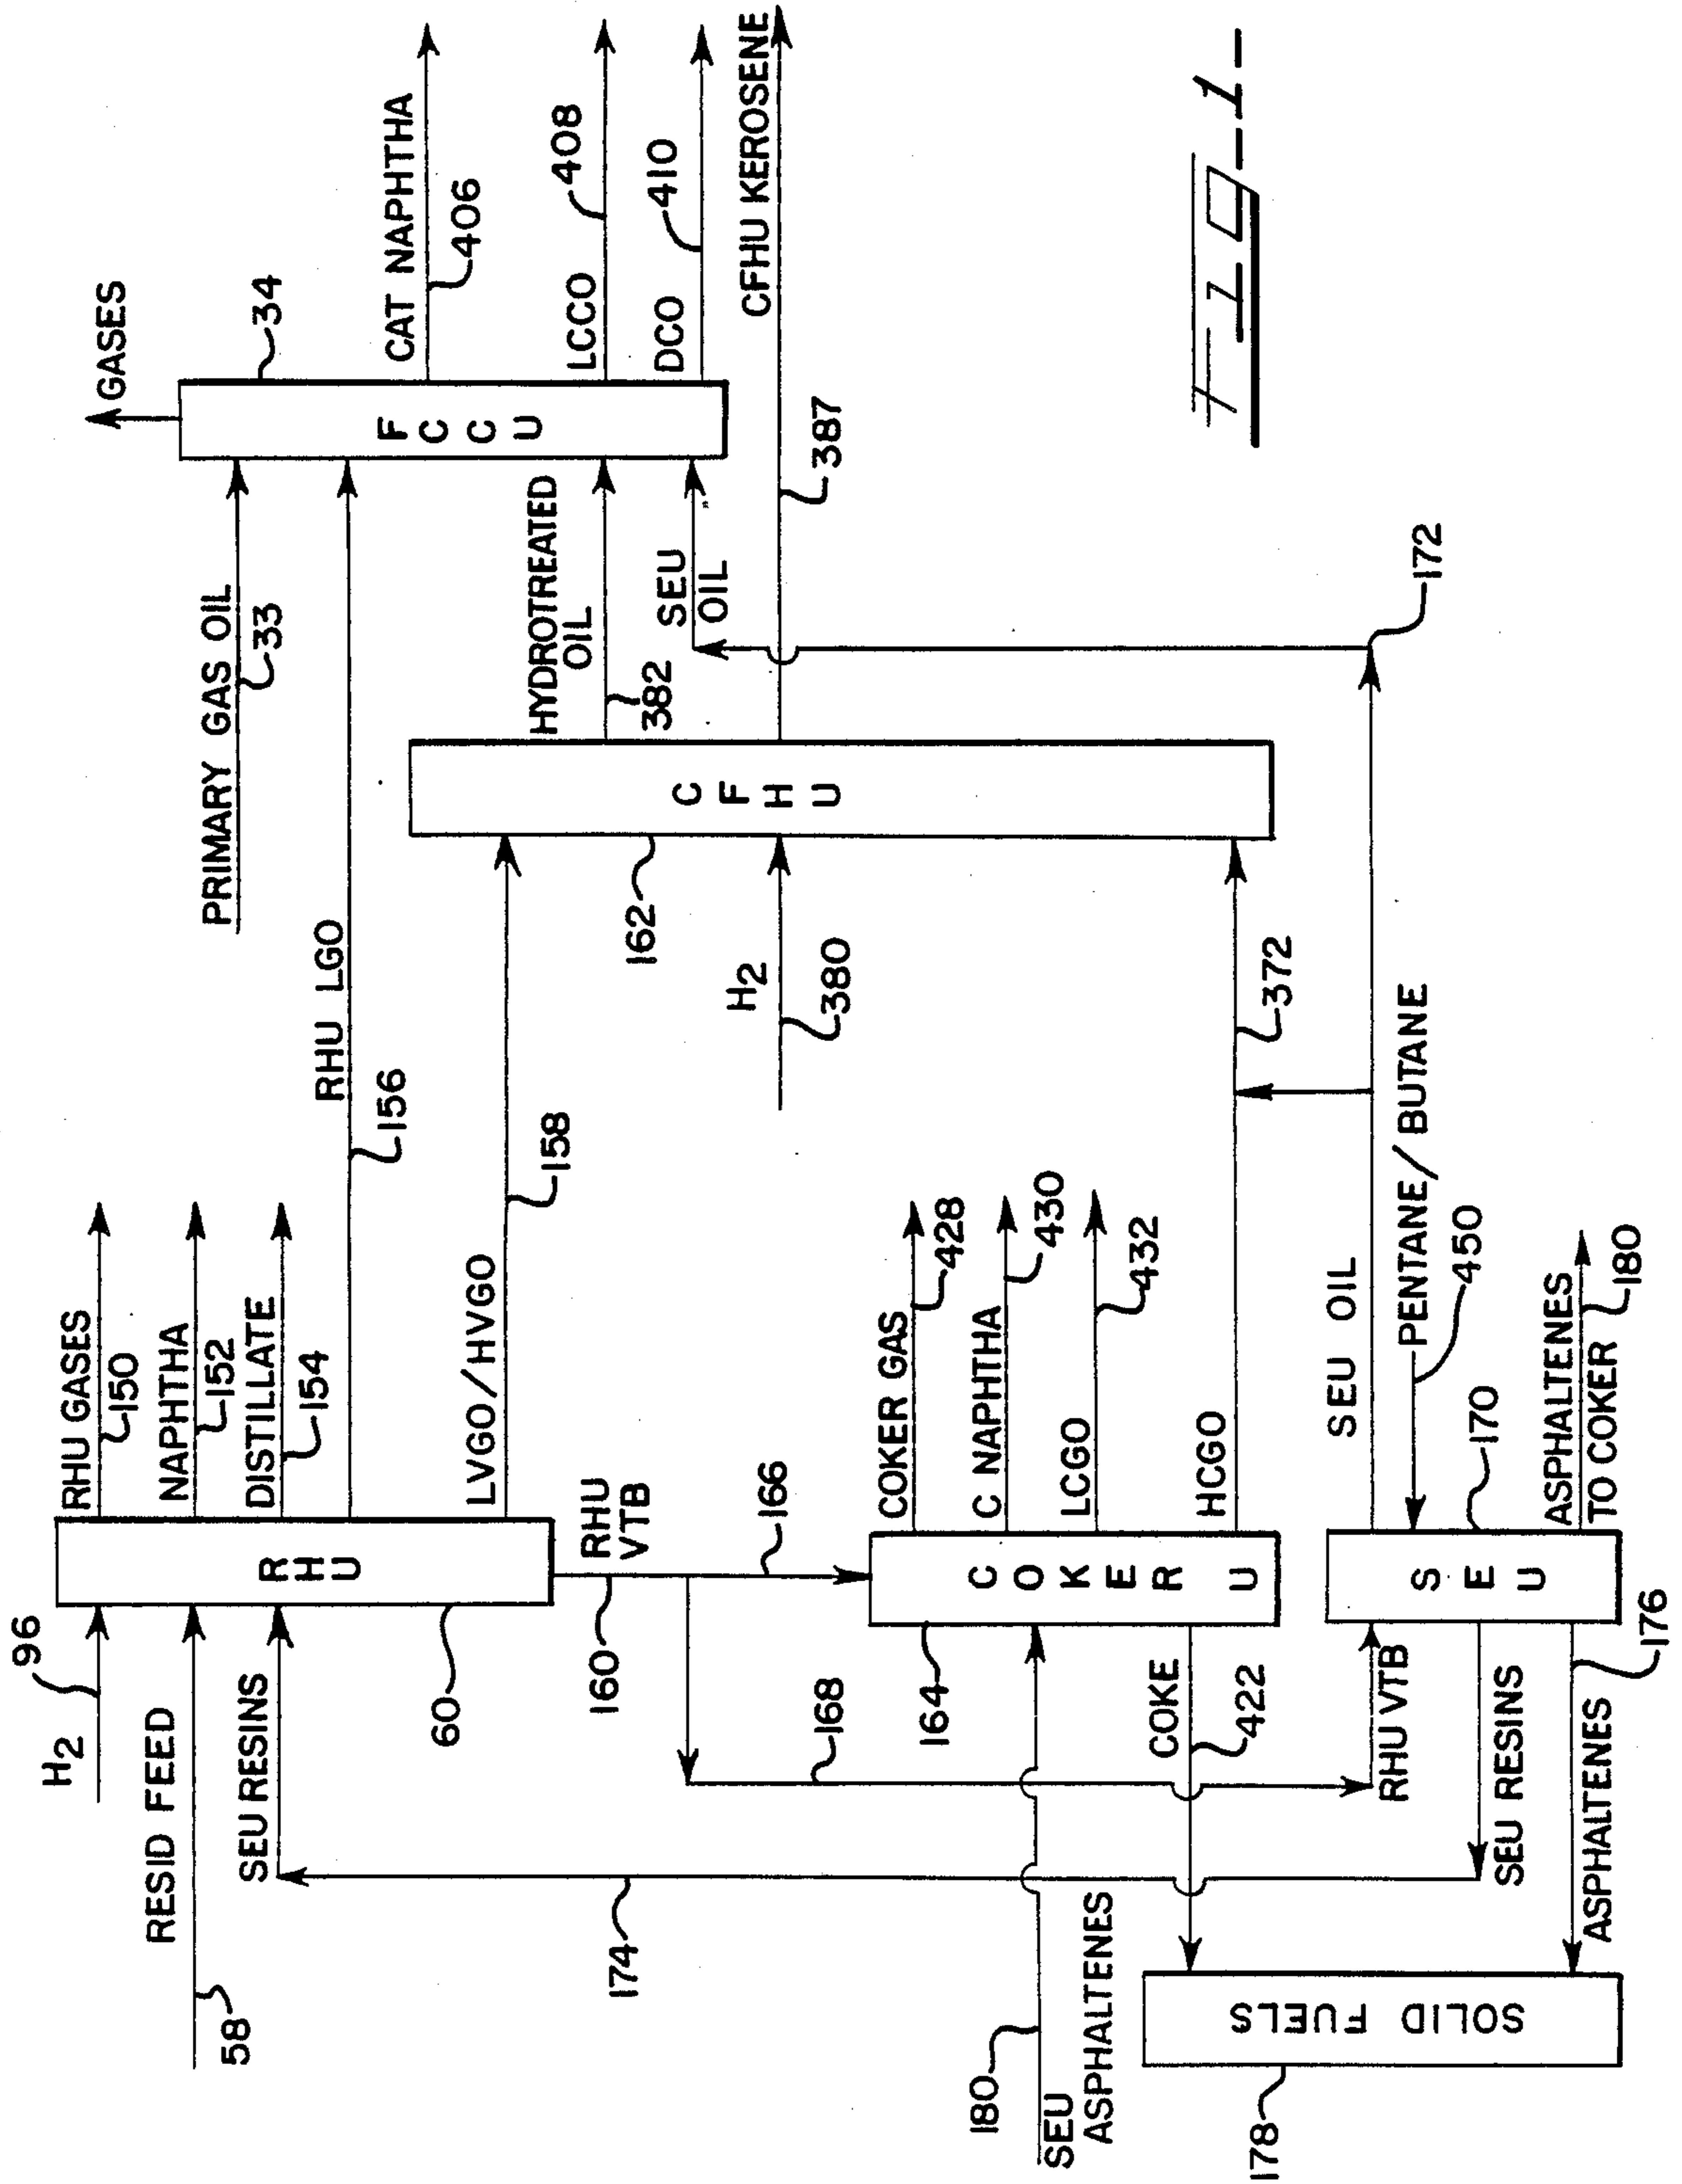 GASES
34
F
C
C
U
CAT NAPHTHA
406
LCCO
408
DCO
410
CFHU KEROSENE
387
PRIMARY GAS OIL
33
RHU LGO
156
HYDROTREATED
OIL
382
SEU
OIL
172
C
F
H
U
162
H2
380
372
RHU GASES
150
NAPHTHA
152
DISTILLATE
154
LVGO/HVGO
158
RHU
VTB
160
166
R
H
U
60
H2
96
RESID FEED
58
SEU RESINS
174
168
COKER GAS
428
C NAPHTHA
430
LCGO
432
HCGO
C
O
K
E
R
U
164
COKE
422
180
SEU
ASPHALTENES
SEU OIL
PENTANE/BUTANE
450
170
S
E
U
ASPHALTENES
TO COKER
180
RHU VTB
SEU RESINS
176
ASPHALTENES
SOLID FUELS
178
FIG-1-